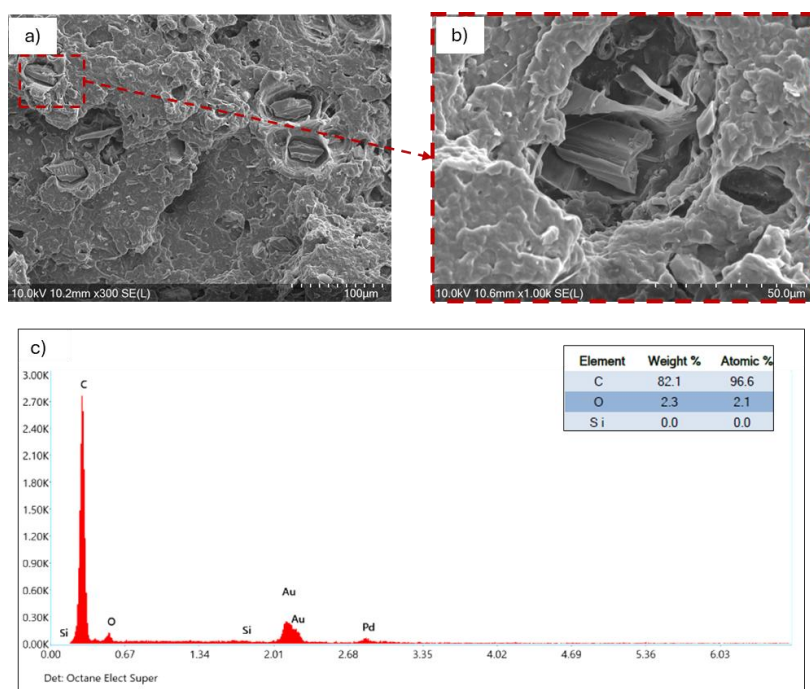 a)
10.0kV 10.2mm x300 SE(L)
100µm
b)
10.0kV 10.6mm x1.00k SE(L)
50.0µm
c)
Element Weight % Atomic %
C 82.1 96.6
O 2.3 2.1
S i 0.0 0.0
3.00K
2.70K
2.40K
2.10K
1.80K
1.50K
1.20K
0.90K
0.60K
0.30K
0.00K
C
Si
O
Si
Au
Au
Pd
0.00 0.67 1.34 2.01 2.68 3.35 4.02 4.69 5.36 6.03
Det: Octane Elect Super